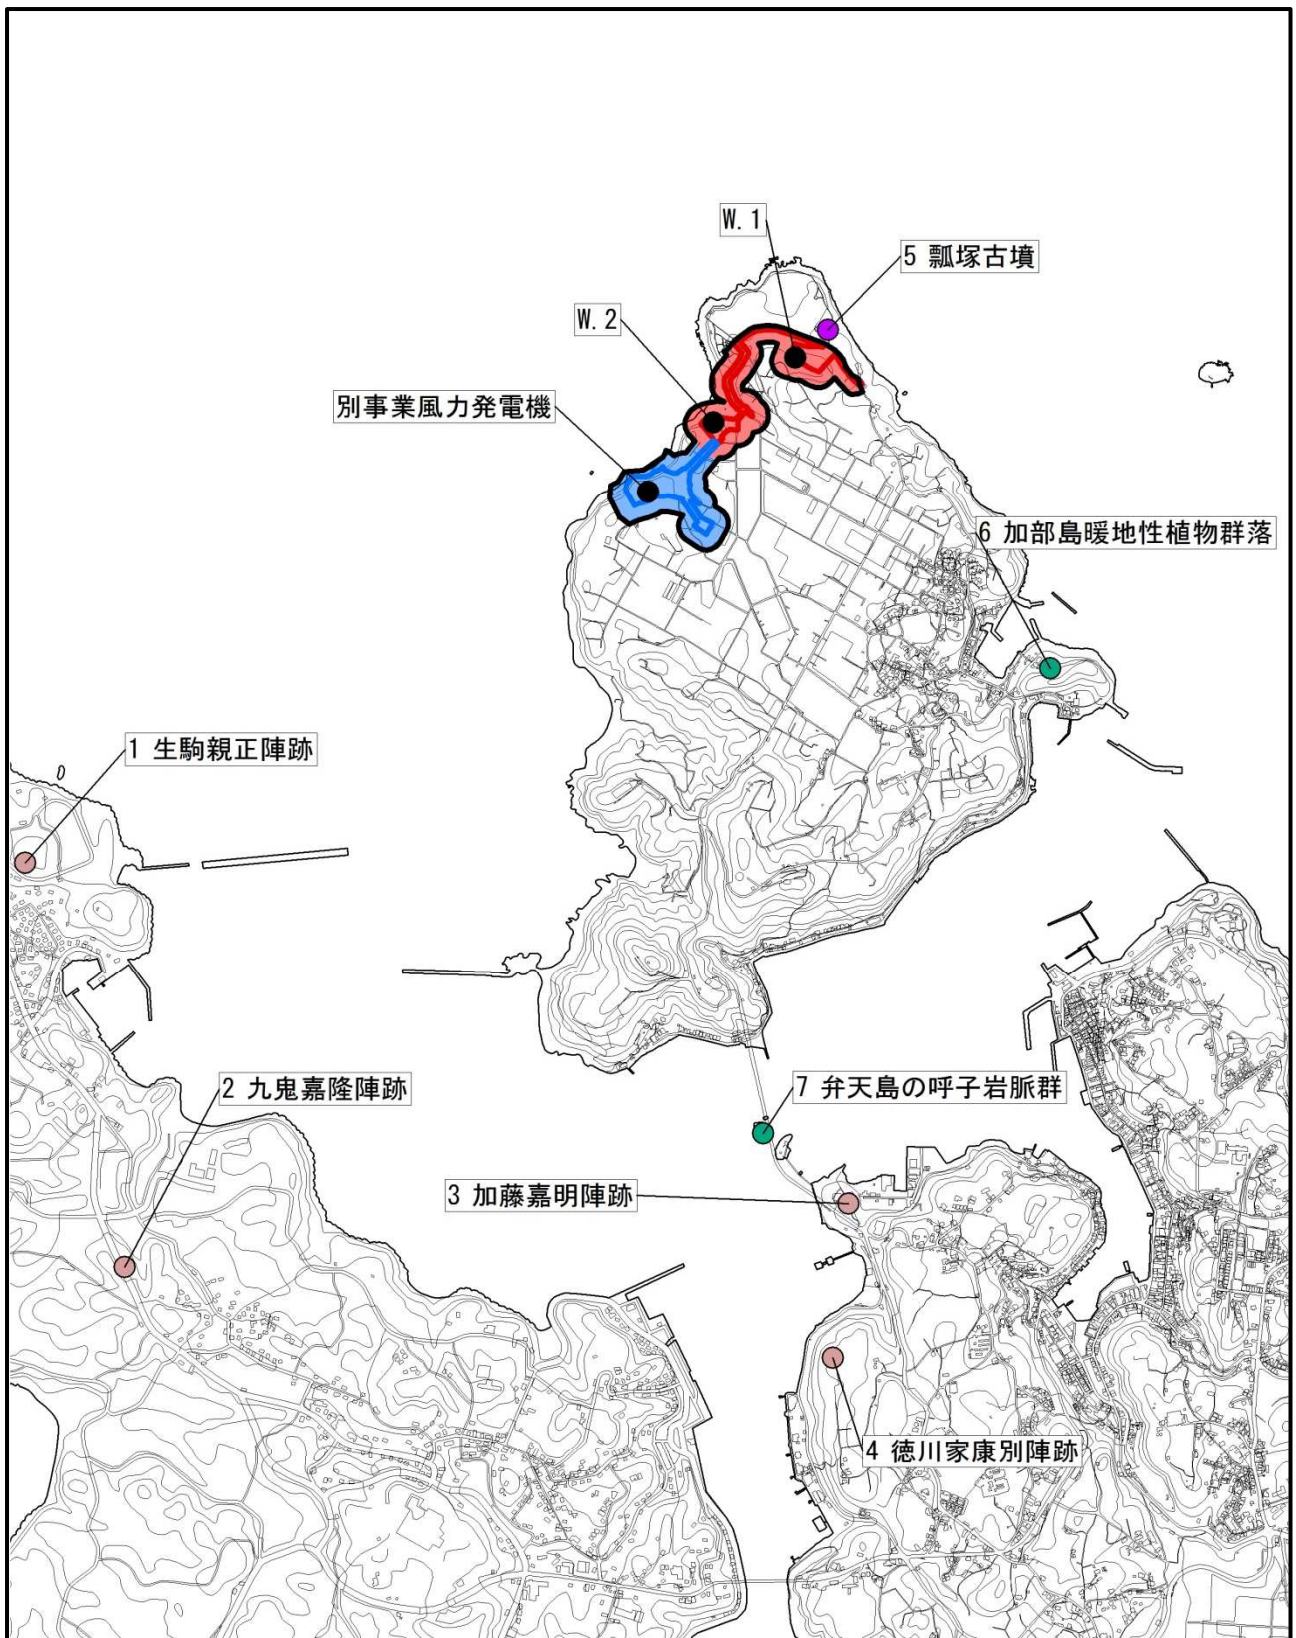 W.1
5 瓢塚古墳
W.2
別事業風力発電機
6 加部島暖地性植物群落
1 生駒親正陣跡
2 九鬼嘉隆陣跡
7 弁天島の呼子岩脈群
3 加藤嘉明陣跡
4 徳川家康別陣跡